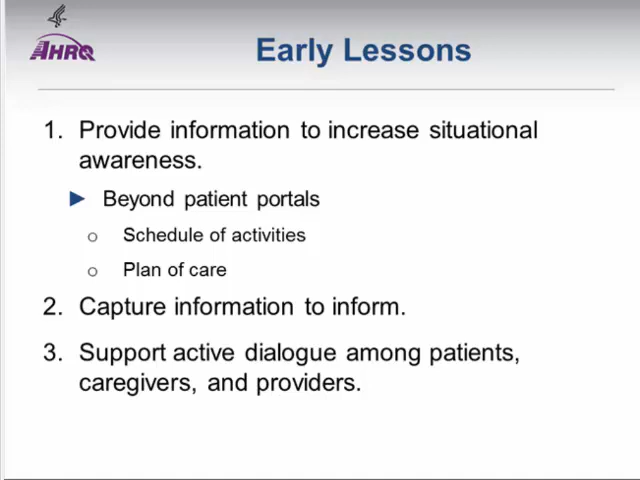 AHRQ
Early Lessons
1. Provide information to increase situational
awareness.
► Beyond patient portals
o Schedule of activities
o Plan of care
2. Capture information to inform.
3. Support active dialogue among patients,
caregivers, and providers.